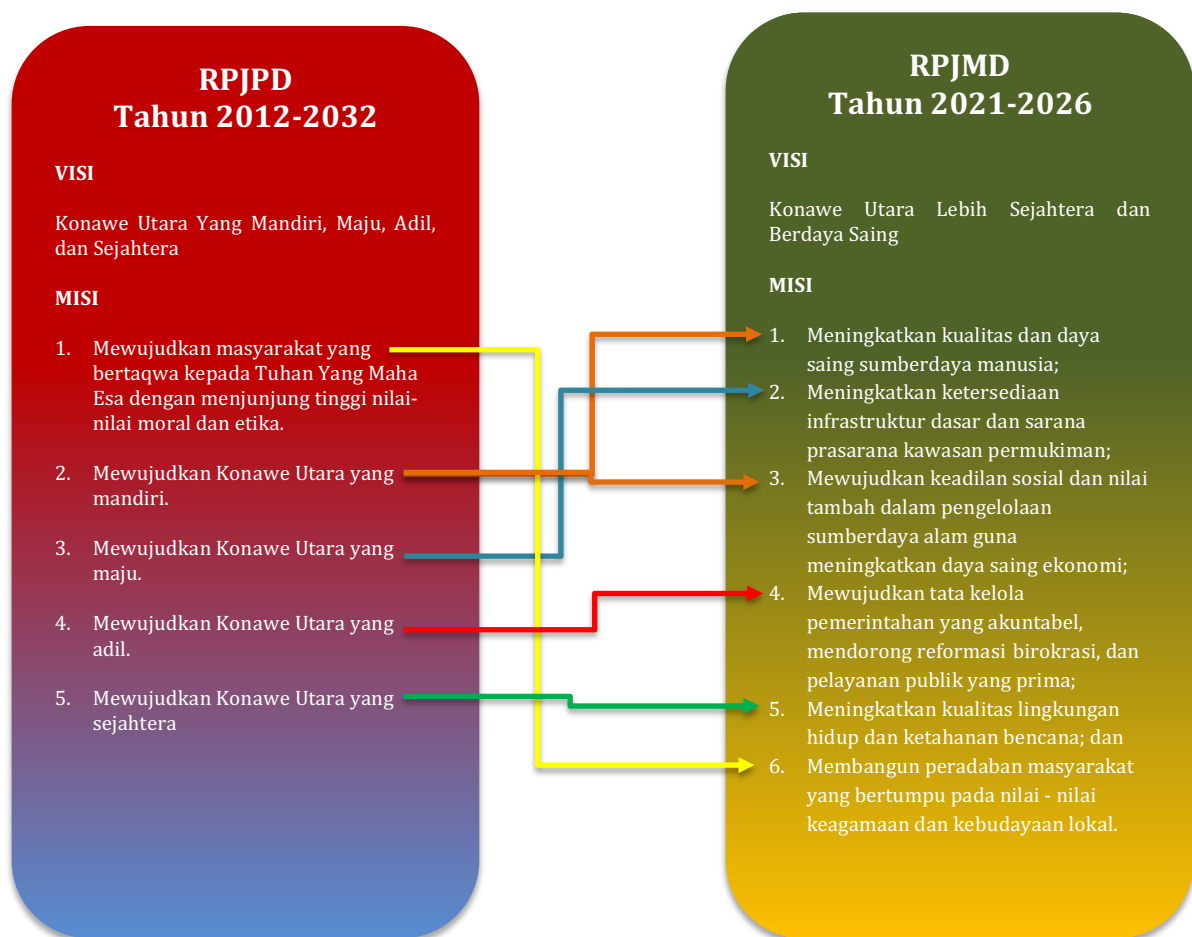 RPJPD
Tahun 2012-2032
VISI
Konawe Utara Yang Mandiri, Maju, Adil,
dan Sejahtera
MISI
1. Mewujudkan masyarakat yang
bertaqwa kepada Tuhan Yang Maha
Esa dengan menjunjung tinggi nilai-
nilai moral dan etika.
2. Mewujudkan Konawe Utara yang
mandiri.
3. Mewujudkan Konawe Utara yang
maju.
4. Mewujudkan Konawe Utara yang
adil.
5. Mewujudkan Konawe Utara yang
sejahtera
RPJMD
Tahun 2021-2026
VISI
Konawe Utara Lebih Sejahtera dan
Berdaya Saing
MISI
1. Meningkatkan kualitas dan daya
saing sumberdaya manusia;
2. Meningkatkan ketersediaan
infrastruktur dasar dan sarana
prasarana kawasan permukiman;
3. Mewujudkan keadilan sosial dan nilai
tambah dalam pengelolaan
sumberdaya alam guna
meningkatkan daya saing ekonomi;
4. Mewujudkan tata kelola
pemerintahan yang akuntabel,
mendorong reformasi birokrasi, dan
pelayanan publik yang prima;
5. Meningkatkan kualitas lingkungan
hidup dan ketahanan bencana; dan
6. Membangun peradaban masyarakat
yang bertumpu pada nilai - nilai
keagamaan dan kebudayaan lokal.